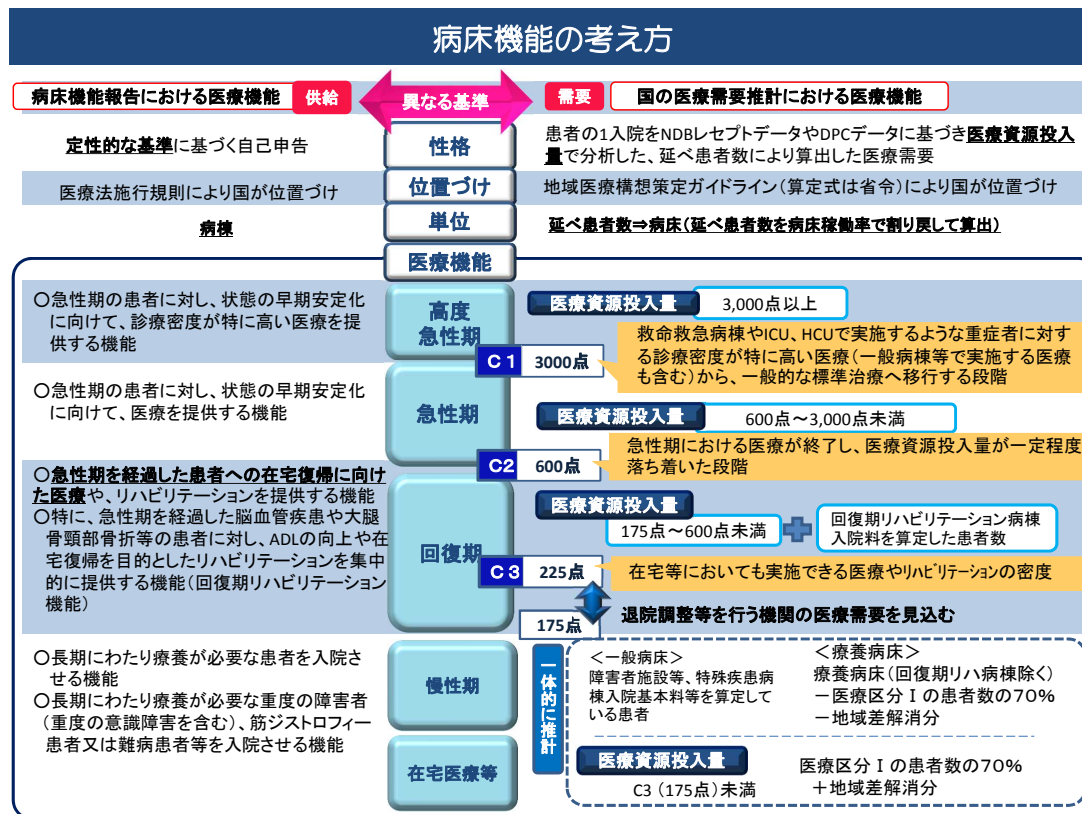 病床機能の考え方
病床機能報告における医療機能
供給
異なる基準
需要
国の医療需要推計における医療機能
定性的な基準に基づく自己申告
性格
患者の1入院をNDBレセプトデータやDPCデータに基づき医療資源投入
量で分析した、延べ患者数により算出した医療需要
医療法施行規則により国が位置づけ
位置づけ
地域医療構想策定ガイドライン(算定式は省令)により国が位置づけ
病棟
単位
延べ患者数⇒病床(延べ患者数を病床稼働率で割り戻して算出)
医療機能
○急性期の患者に対し、状態の早期安定化
に向けて、診療密度が特に高い医療を提
供する機能
高度
急性期
医療資源投入量
3,000点以上
C1
3000点
救命救急病棟やICU、HCUで実施するような重症者に対す
る診療密度が特に高い医療(一般病棟等で実施する医療
も含む)から、一般的な標準治療へ移行する段階
○急性期の患者に対し、状態の早期安定化
に向けて、医療を提供する機能
急性期
医療資源投入量
600点～3,000点未満
C2
600点
急性期における医療が終了し、医療資源投入量が一定程度
落ち着いた段階
○急性期を経過した患者への在宅復帰に向け
た医療や、リハビリテーションを提供する機能
○特に、急性期を経過した脳血管疾患や大腿
骨頸部骨折等の患者に対し、ADLの向上や在
宅復帰を目的としたリハビリテーションを集中
的に提供する機能(回復期リハビリテーション
機能)
回復期
医療資源投入量
175点～600点未満
回復期リハビリテーション病棟
入院料を算定した患者数
C3
225点
在宅等においても実施できる医療やリハビリテーションの密度
175点
退院調整等を行う機関の医療需要を見込む
○長期にわたり療養が必要な患者を入院さ
せる機能
○長期にわたり療養が必要な重度の障害者
(重度の意識障害を含む)、筋ジストロフィー
患者又は難病患者等を入院させる機能
慢性期
在宅医療等
一体的に推計
＜一般病床＞
障害者施設等、特殊疾患病
棟入院基本料等を算定して
いる患者
＜療養病床＞
療養病床(回復期リハ病棟除く)
－医療区分Ⅰの患者数の70%
－地域差解消分
医療資源投入量
C3(175点)未満
医療区分Ⅰの患者数の70%
＋地域差解消分